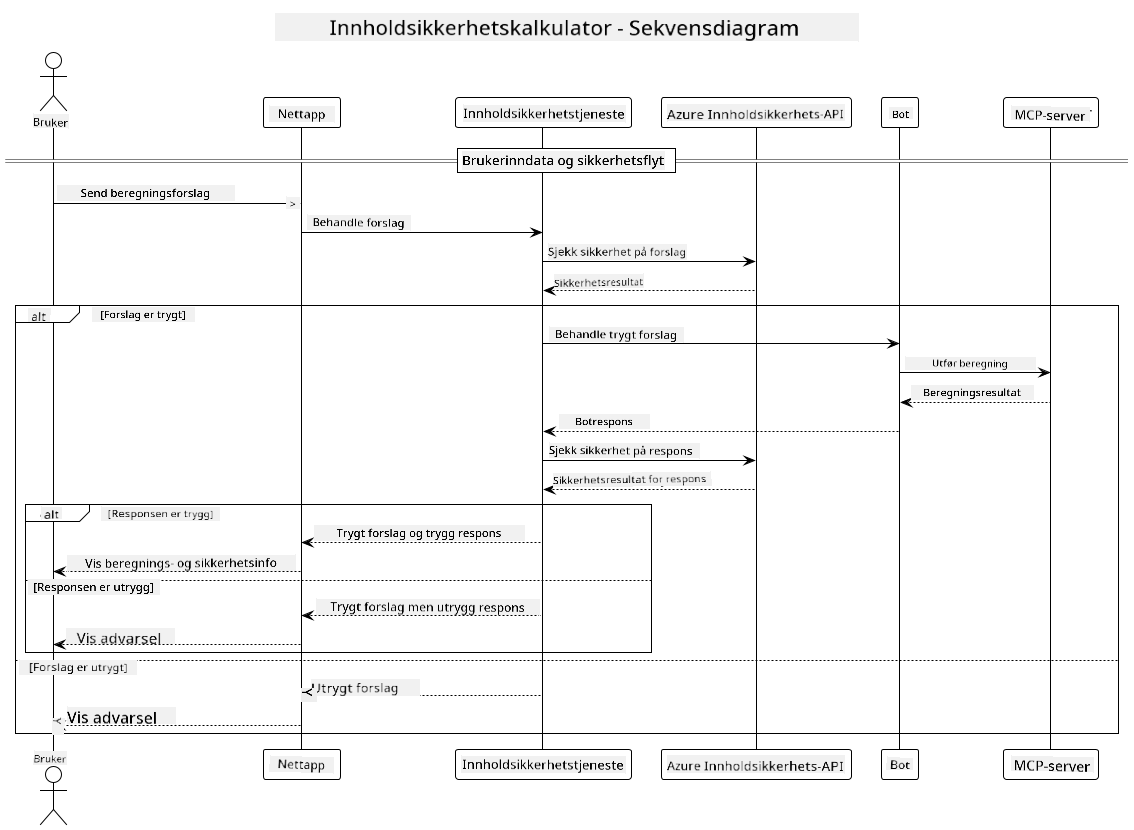 Innholdsikkerhetskalkulator - Sekvensdiagram
Bruker
Nettapp
Innholdsikkerhetstjeneste
Azure Innholdsikkerhets-API
Bot
MCP-server
Brukerinndata og sikkerhetsflyt
Send beregningsforslag
Behandle forslag
Sjekk sikkerhet på forslag
Sikkerhetsresultat
alt
[Forslag er trygt]
Behandle trygt forslag
Utfør beregning
Beregningsresultat
Botrespons
Sjekk sikkerhet på respons
Sikkerhetsresultat for respons
alt
[Responsen er trygg]
Trygt forslag og trygg respons
Vis beregnings- og sikkerhetsinfo
[Responsen er utrygg]
Trygt forslag men utrygg respons
Vis advarsel
[Forslag er utrygt]
Utrygt forslag
Vis advarsel
Bruker
Nettapp
Innholdsikkerhetstjeneste
Azure Innholdsikkerhets-API
Bot
MCP-server